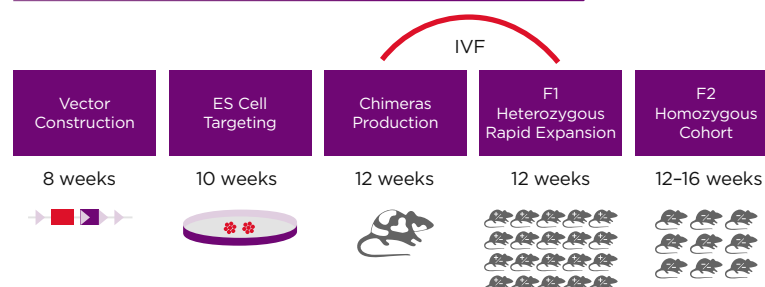 IVF
Vector
Construction
ES Cell
Targeting
Chimeras
Production
F1
Heterozygous
Rapid Expansion
F2
Homozygous
Cohort
8 weeks
10 weeks
12 weeks
12 weeks
12–16 weeks